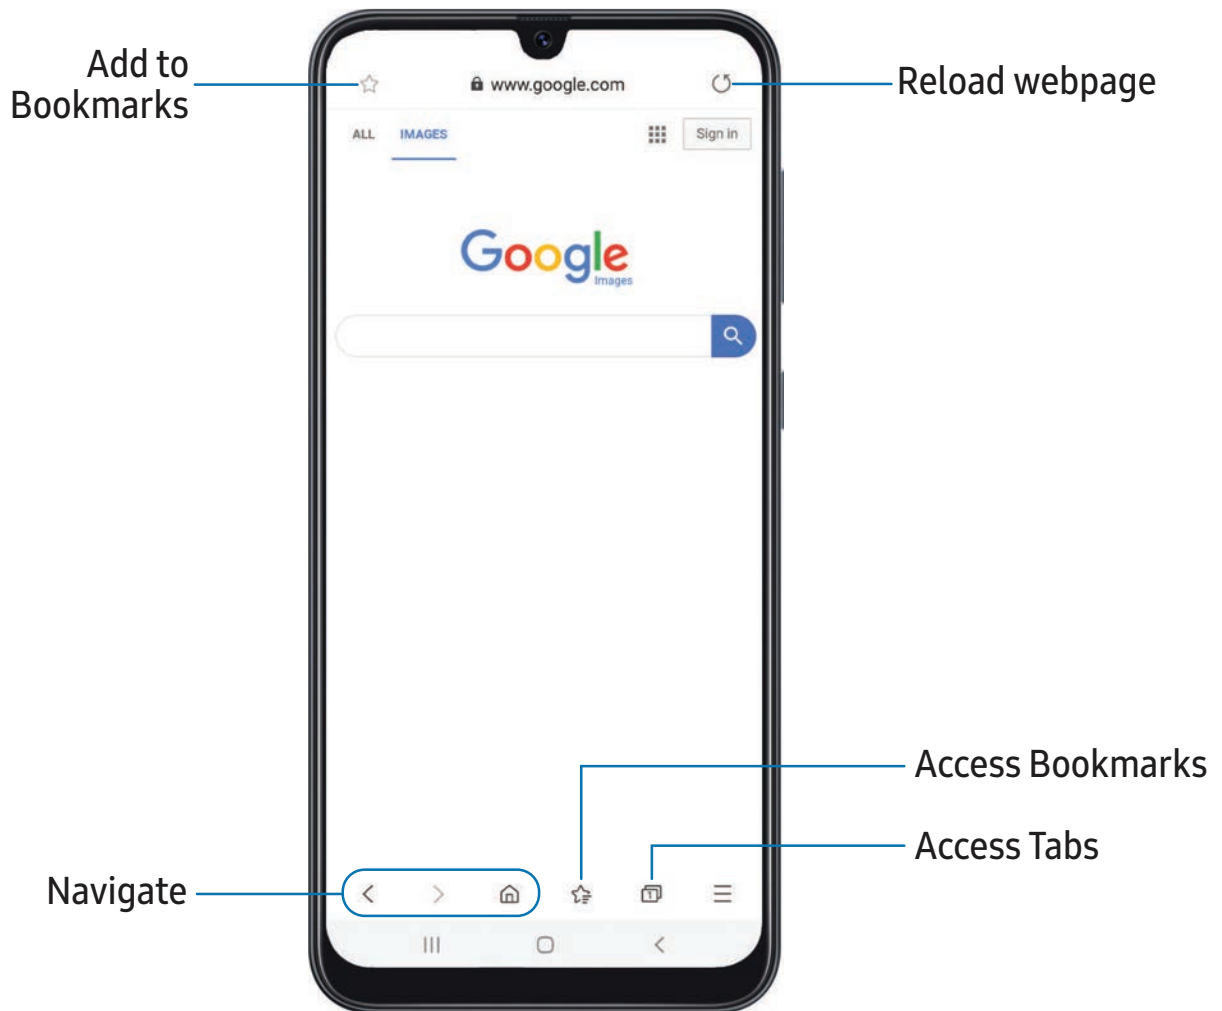 Add to
Bookmarks
www.google.com
Reload webpage
ALL IMAGES Sign in
Google
Images
Access Bookmarks
Access Tabs
Navigate
1